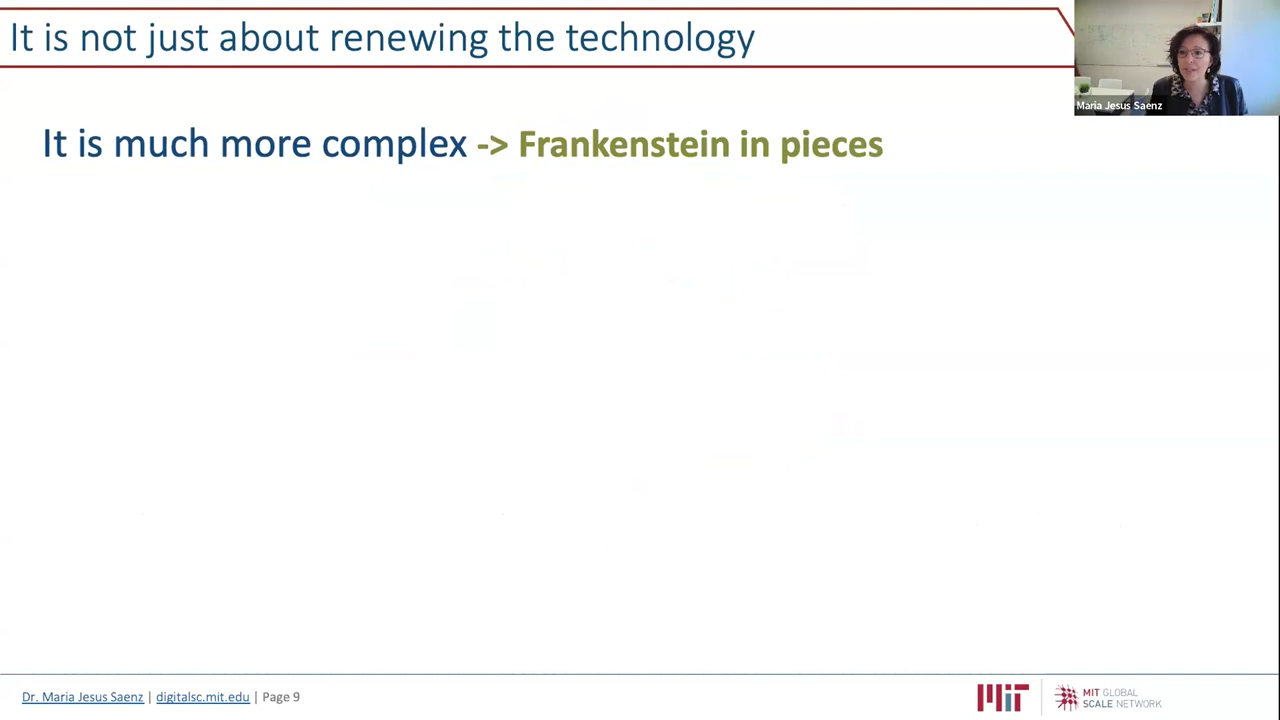 It is not just about renewing the technology
Maria Jesus Saenz
It is much more complex -> Frankenstein in pieces
Dr. Maria Jesus Saenz | digitalsc.mit.edu | Page 9
MIT
MIT GLOBAL
SCALE NETWORK